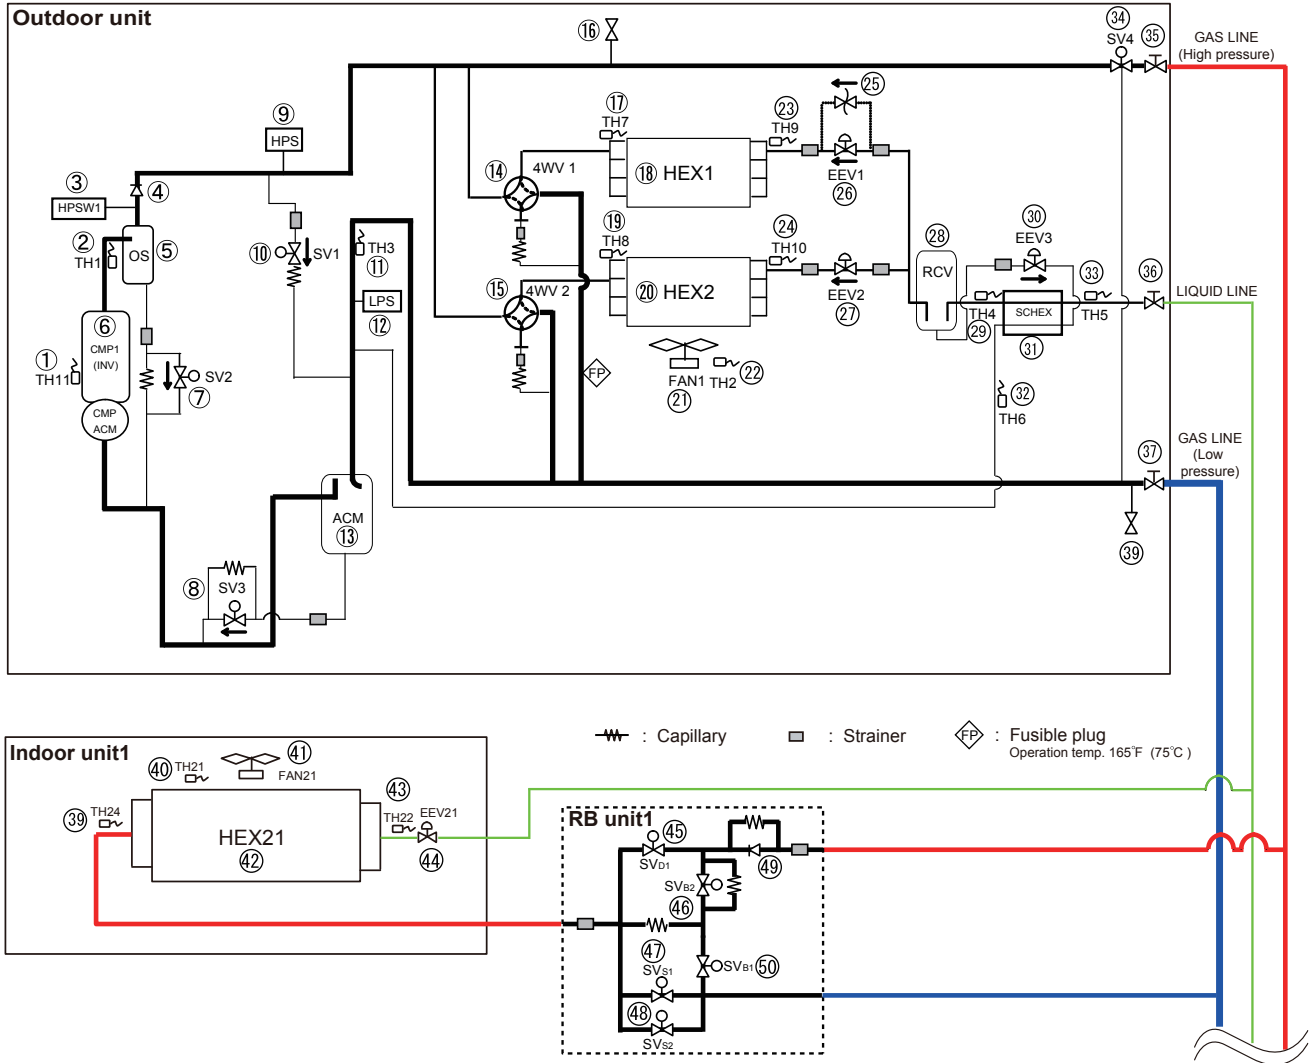 Outdoor unit
⑯
㉞
SV4
㉟
GAS LINE
(High pressure)
⑨
HPS
③
HPSW1
④
②
TH1
OS
⑤
⑩
SV1
TH3
⑪
LPS
⑫
⑥
CMP1
(INV)
①
TH11
SV2
⑦
CMP
ACM
⑰
TH7
⑭
4WV 1
⑱
HEX1
㉓
TH9
㉕
EEV1
㉖
⑲
TH8
⑮
4WV 2
⑳
HEX2
㉔
TH10
EEV2
㉗
㉘
RCV
㉚
EEV3
㉝
TH4
㉙
SCHEX
㉛
TH5
㊱
LIQUID LINE
FP
FAN1
㉑
TH2
㉒
㉜
TH6
GAS LINE
(Low
pressure)
㊲
㊴
ACM
⑬
⑧
SV3
: Capillary
: Strainer
FP
: Fusible plug
Operation temp. 165°F (75°C )
Indoor unit1
㊵
TH21
㊶
FAN21
㊴
TH24
HEX21
㊷
㊸
TH22
EEV21
㊹
RB unit1
㊺
SVD1
㊾
SVB2
㊻
㊼
SVS1
SVB1
㊿
㊽
SVS2